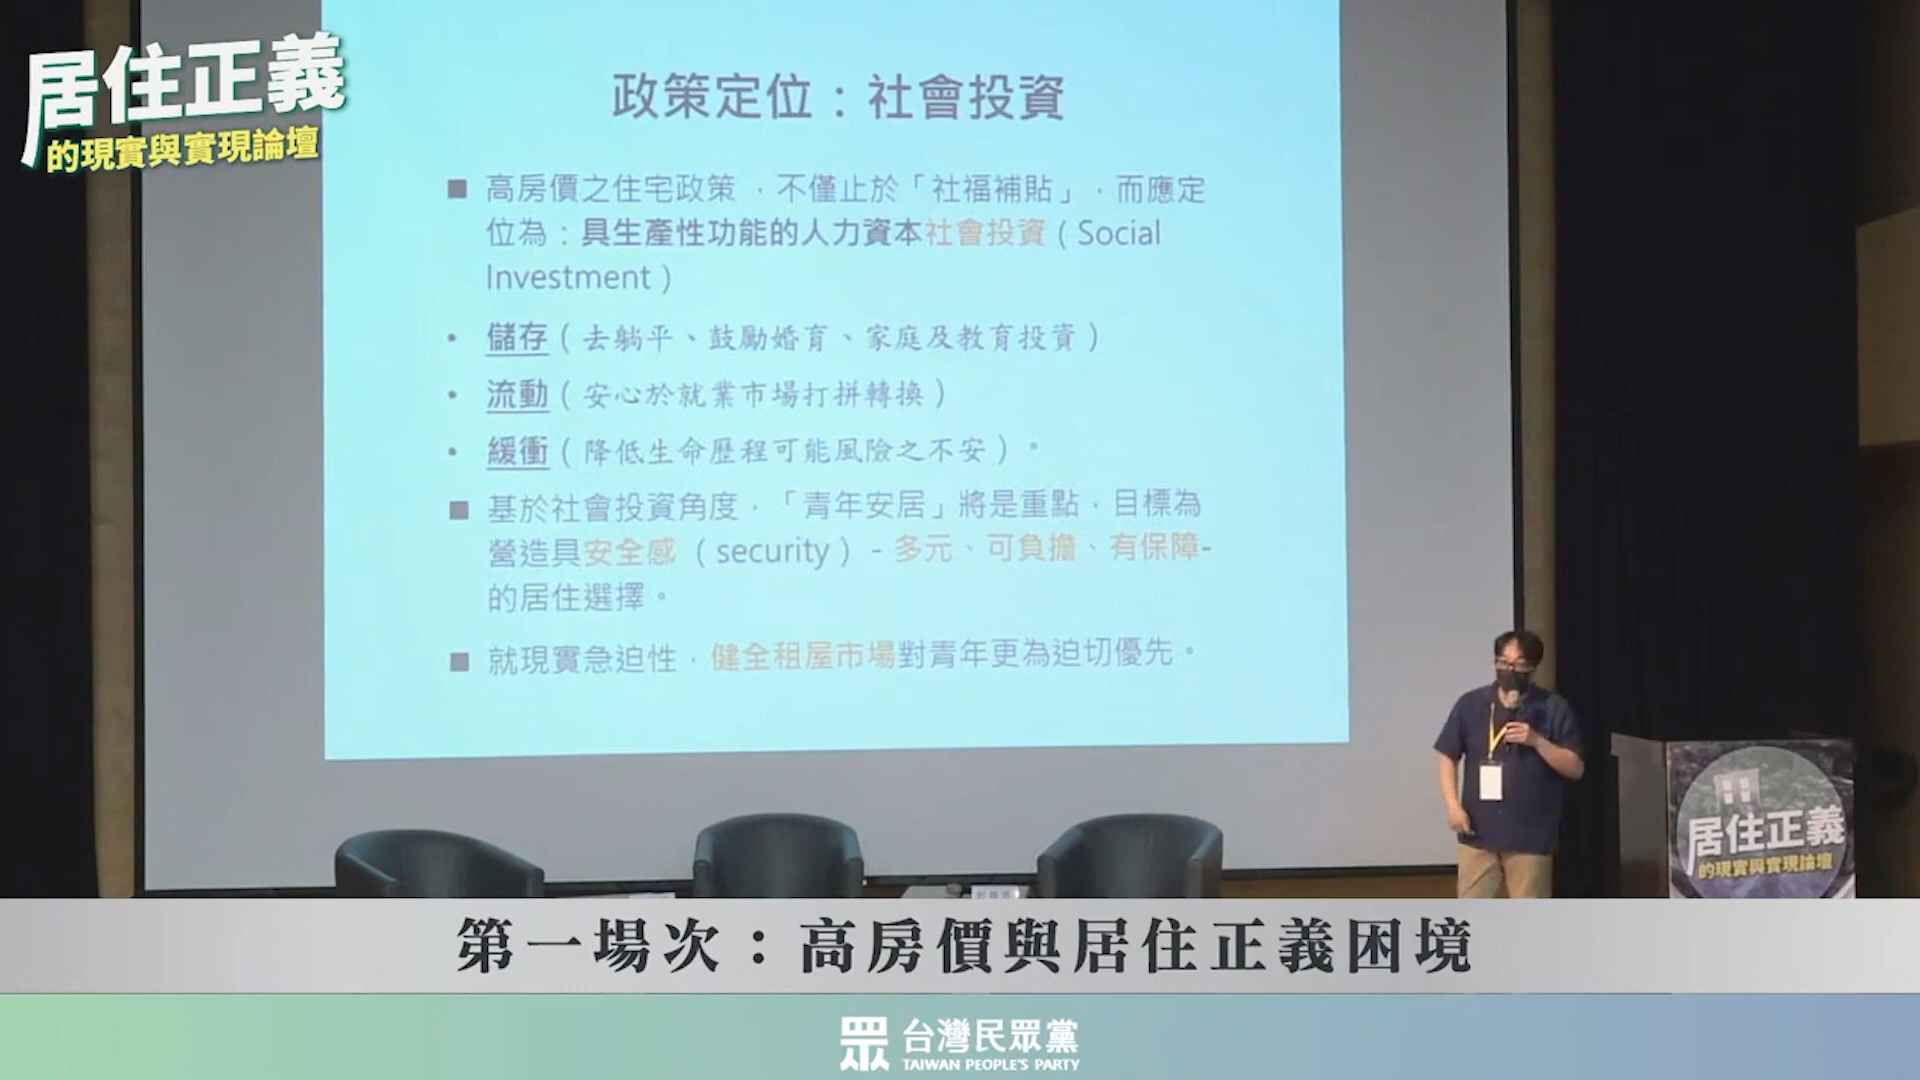 居住正義
的現實與實現論壇
政策定位：社會投資
■ 高房價之住宅政策，不僅止於「社福補貼」，而應定
位為：具生產性功能的人力資本社會投資（Social
Investment）
• 儲存（去躺平、鼓勵婚育、家庭及教育投資）
• 流動（安心於就業市場打拼轉換）
• 緩衝（降低生命歷程可能風險之不安）。
■ 基於社會投資角度，「青年安居」將是重點，目標為
營造具安全感（security）-多元、可負擔、有保障-
的居住選擇。
■ 就現實急迫性，健全租屋市場對青年更為迫切優先。
居住正義
的現實與實現論壇
第一場次：高房價與居住正義困境
眾 台灣民眾黨
TAIWAN PEOPLE'S PARTY